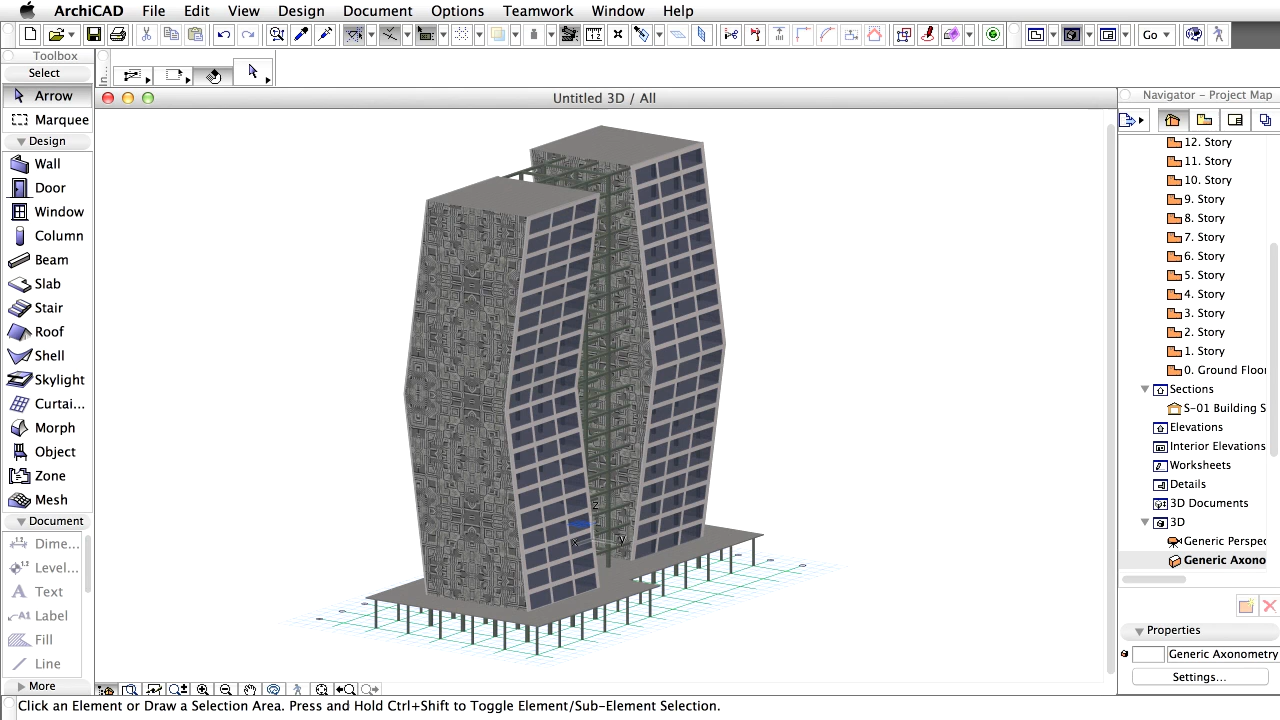 ArchiCAD File Edit View Design Document Options Teamwork Window Help
Go
Toolbox
Select
Arrow
Marquee
Design
Wall
Door
Window
Column
Beam
Slab
Stair
Roof
Shell
Skylight
Curtai...
Morph
Object
Zone
Mesh
Document
Dime...
Level...
Text
Label
Fill
Line
More
Untitled 3D / All
z
x
y
Navigator - Project Map
12. Story
11. Story
10. Story
9. Story
8. Story
7. Story
6. Story
5. Story
4. Story
3. Story
2. Story
1. Story
0. Ground Floor
Sections
S-01 Building S
Elevations
Interior Elevations
Worksheets
Details
3D Documents
3D
Generic Perspe
Generic Axono
Properties
Generic Axonometry
Settings...
Click an Element or Draw a Selection Area. Press and Hold Ctrl+Shift to Toggle Element/Sub-Element Selection.